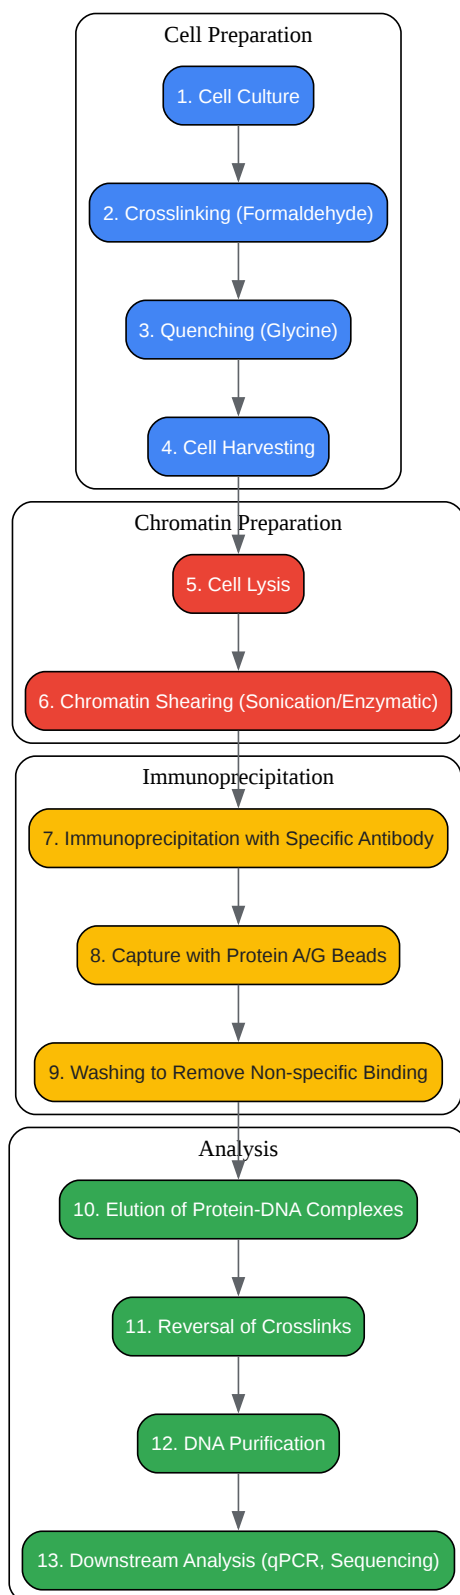 Cell Preparation
1. Cell Culture
2. Crosslinking (Formaldehyde)
3. Quenching (Glycine)
4. Cell Harvesting
Chromatin Preparation
5. Cell Lysis
6. Chromatin Shearing (Sonication/Enzymatic)
Immunoprecipitation
7. Immunoprecipitation with Specific Antibody
8. Capture with Protein A/G Beads
9. Washing to Remove Non-specific Binding
Analysis
10. Elution of Protein-DNA Complexes
11. Reversal of Crosslinks
12. DNA Purification
13. Downstream Analysis (qPCR, Sequencing)